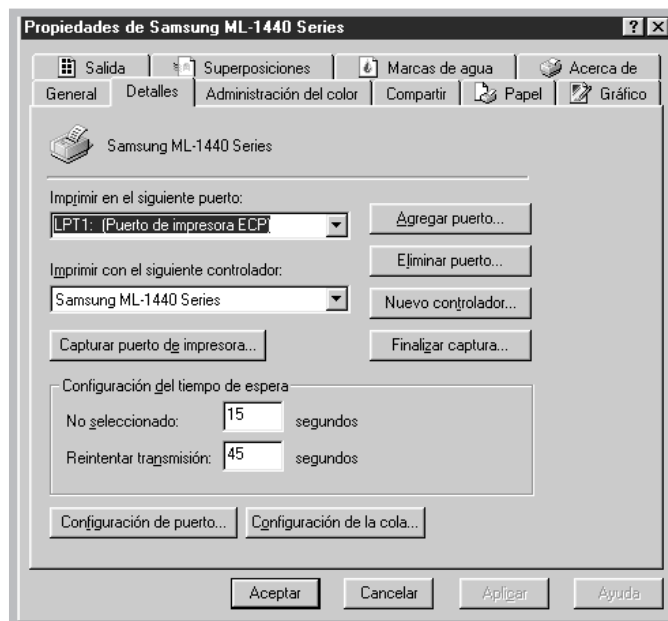 Propiedades de Samsung ML-1440 Series
Salida Superposiciones Marcas de agua Acerca de
General Detalles Administración del color Compartir Papel Gráfico
Samsung ML-1440 Series
Imprimir en el siguiente puerto:
LPT1: (Puerto de impresora ECP) Agregar puerto...
Eliminar puerto...
Imprimir con el siguiente controlador:
Samsung ML-1440 Series Nuevo controlador...
Capturar puerto de impresora... Finalizar captura...
Configuración del tiempo de espera
No seleccionado: 15 segundos
Reintentar transmisión: 45 segundos
Configuración de puerto... Configuración de la cola...
Aceptar Cancelar Aplicar Ayuda